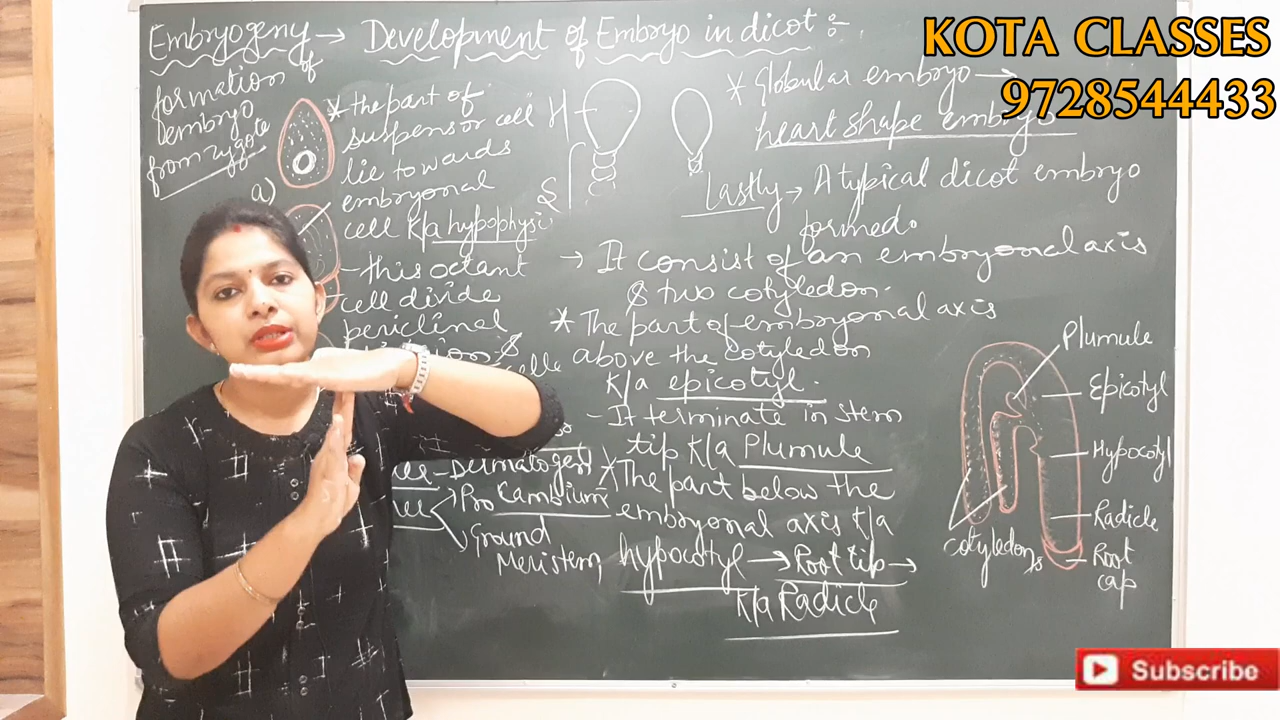 Embryogeny → Development of Embryo in dicot :-
formation of
embryo
from zygote
a)
* the part of
suspensor cell
lie towards
embryonal
cell k/a hypophysi
- this octant
cell divide
periclinal
&
cells
- Dermatogen
Pro Cambium
Ground
Meristem
H
S
* Globular embryo →
heart shape embryo
Lastly → A typical dicot embryo
formed.
→ It consist of an embryonal axis
& two cotyledon.
* The part of embryonal axis
above the cotyledon
k/a epicotyl.
- It terminate in stem
tip k/a Plumule
* The part below the
embryonal axis k/a
hypocotyl → Root tip →
k/a Radicle
Plumule
Epicotyl
Hypocotyl
Radicle
Root
cap
cotyledons
KOTA CLASSES
9728544433
Subscribe